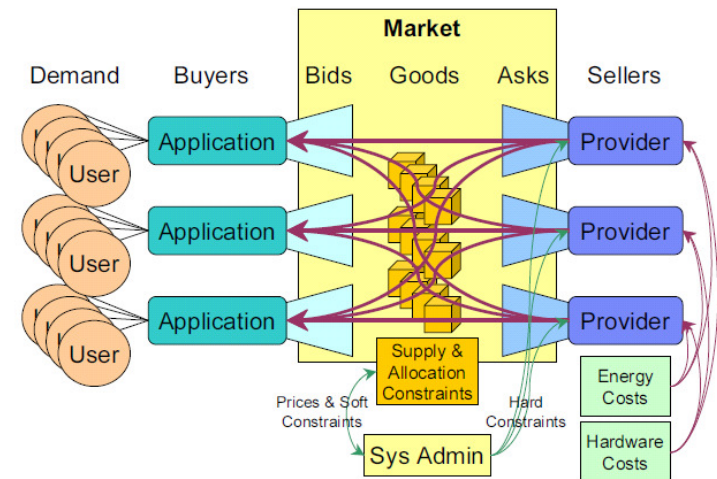 Market
Demand Buyers Bids Goods Asks Sellers
User
Application
Provider
User
Application
Provider
User
Application
Provider
Supply &
Allocation
Constraints
Prices & Soft
Constraints
Hard
Constraints
Sys Admin
Energy
Costs
Hardware
Costs